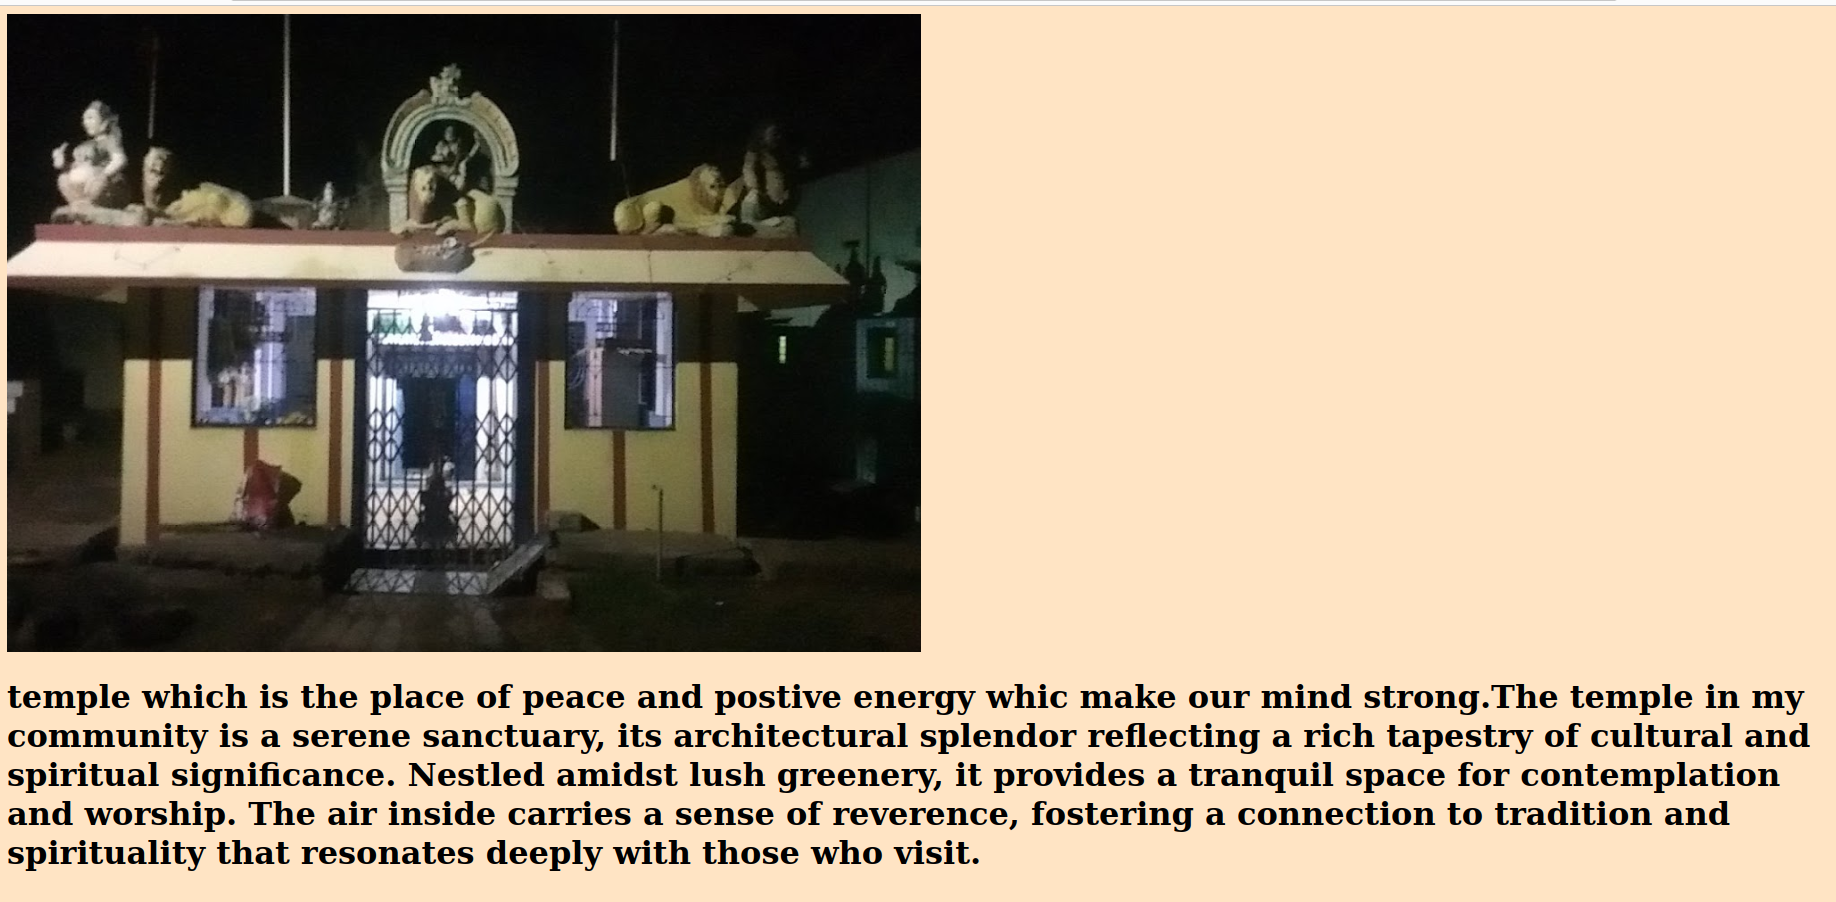 temple which is the place of peace and postive energy whic make our mind strong.The temple in my
community is a serene sanctuary, its architectural splendor reflecting a rich tapestry of cultural and
spiritual significance. Nestled amidst lush greenery, it provides a tranquil space for contemplation
and worship. The air inside carries a sense of reverence, fostering a connection to tradition and
spirituality that resonates deeply with those who visit.